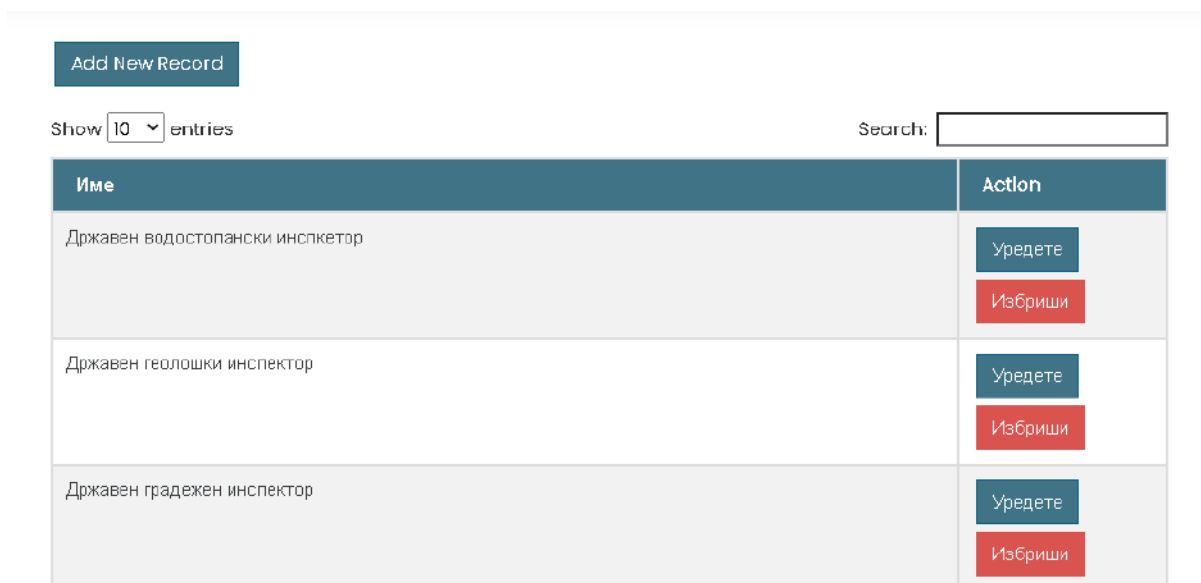 Add New Record
Show 10 entries
Search:
Име
Action
Државен водостопански инспкетор
Уредете
Избриши
Државен геолошки инспектор
Уредете
Избриши
Државен градежен инспектор
Уредете
Избриши